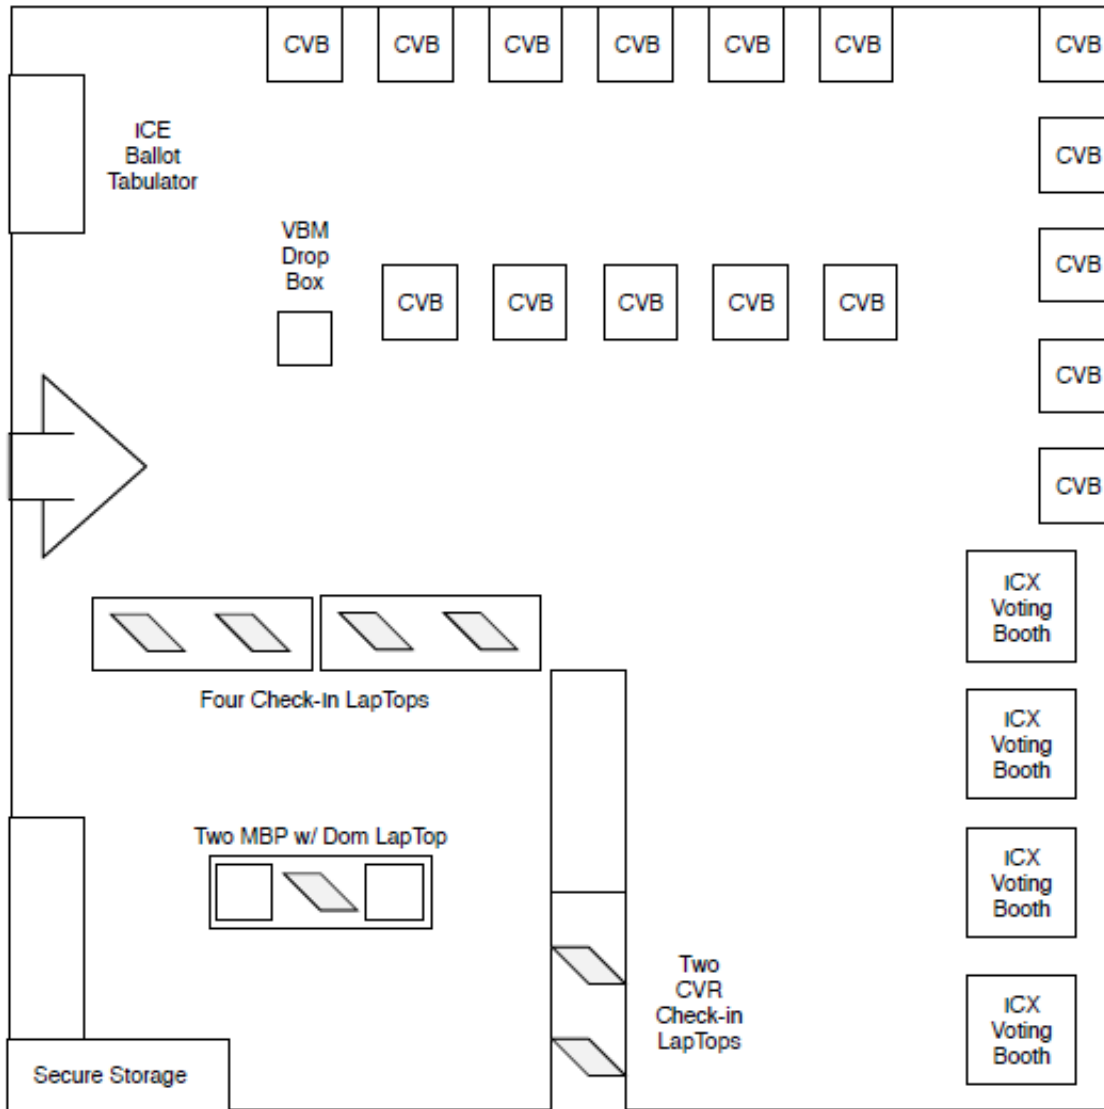 CVB
CVB
CVB
CVB
CVB
CVB
CVB
ICE
Ballot
Tabulator
CVB
VBM
Drop
Box
CVB
CVB
CVB
CVB
CVB
CVB
CVB
CVB
ICX
Voting
Booth
Four Check-in LapTops
ICX
Voting
Booth
Two MBP w/ Dom LapTop
ICX
Voting
Booth
Two
CVR
Check-in
LapTops
ICX
Voting
Booth
Secure Storage